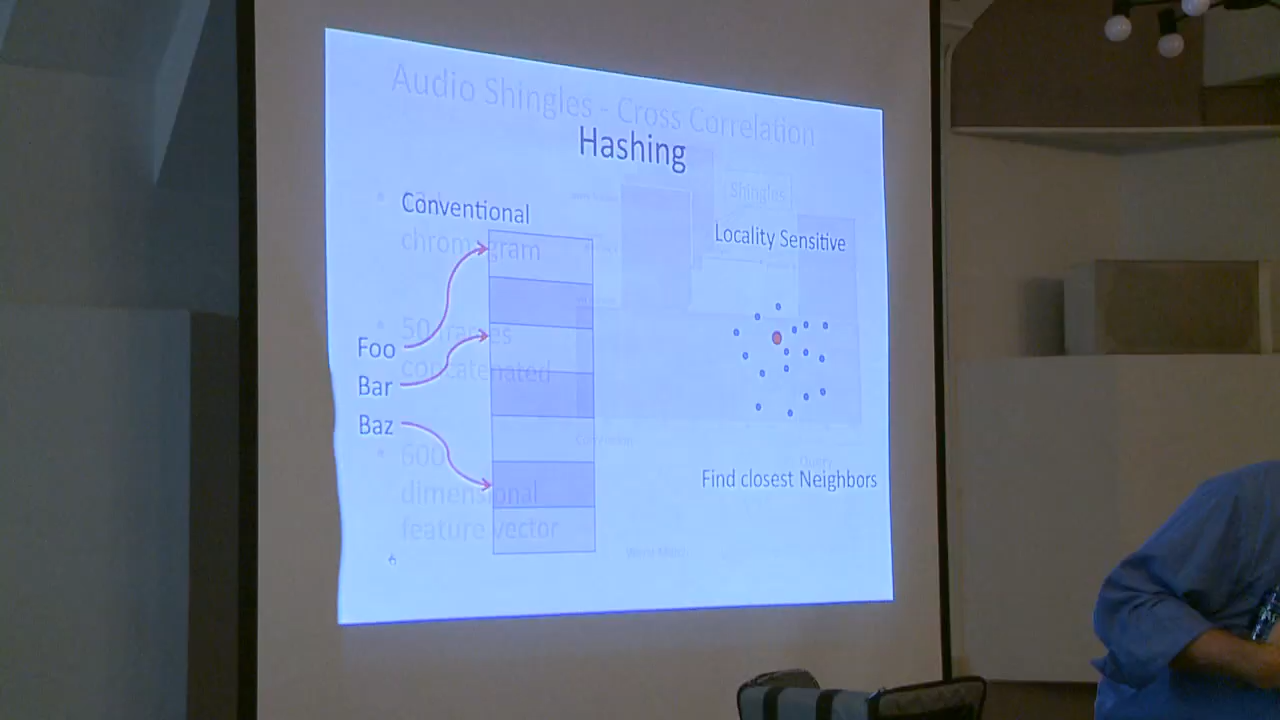 Audio Shingles - Cross Correlation
Hashing
Conventional
chromagram
Shingles
Locality Sensitive
Foo
Bar
Baz
50 frames
concatenated
600
dimensional
feature vector
Query
Find closest Neighbors